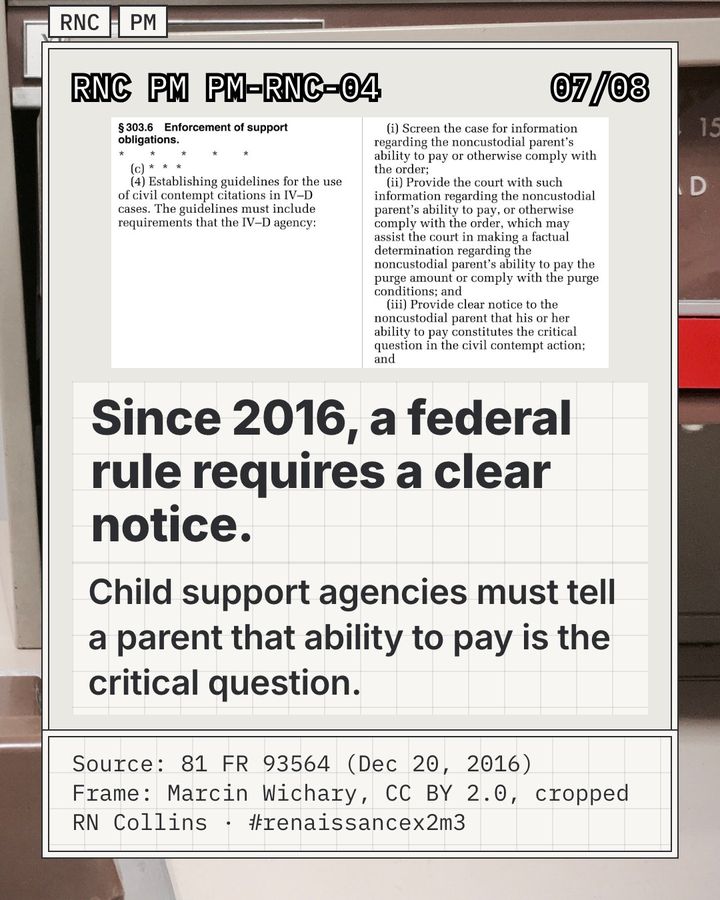 RNC PM
RNC PM PM-RNC-04 07/08
§ 303.6 Enforcement of support
obligations.
* * * * *
(c) * * *
(4) Establishing guidelines for the use
of civil contempt citations in IV–D
cases. The guidelines must include
requirements that the IV–D agency:
(i) Screen the case for information
regarding the noncustodial parent's
ability to pay or otherwise comply with
the order;
(ii) Provide the court with such
information regarding the noncustodial
parent's ability to pay, or otherwise
comply with the order, which may
assist the court in making a factual
determination regarding the
noncustodial parent's ability to pay the
purge amount or comply with the purge
conditions; and
(iii) Provide clear notice to the
noncustodial parent that his or her
ability to pay constitutes the critical
question in the civil contempt action;
and
Since 2016, a federal
rule requires a clear
notice.
Child support agencies must tell
a parent that ability to pay is the
critical question.
Source: 81 FR 93564 (Dec 20, 2016)
Frame: Marcin Wichary, CC BY 2.0, cropped
RN Collins · #renaissancex2m3
15
A D